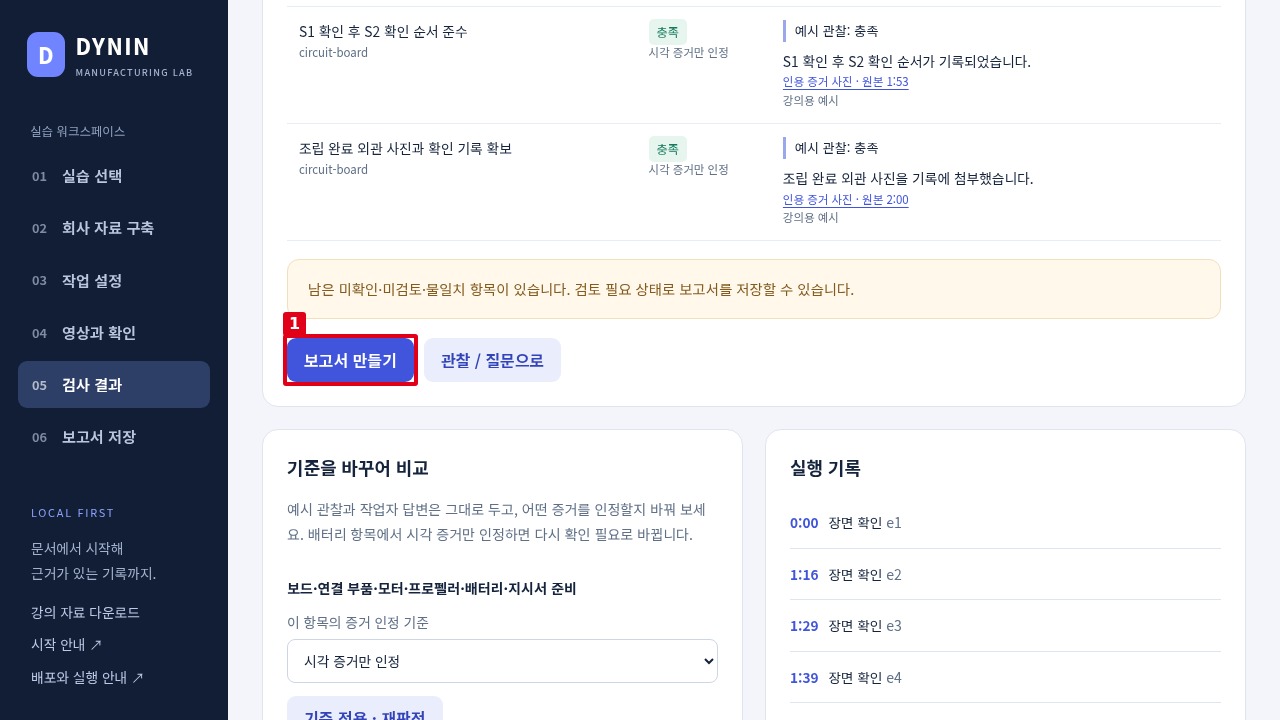 D
DYNIN
MANUFACTURING LAB
실습 워크스페이스
01 실습 선택
02 회사 자료 구축
03 작업 설정
04 영상과 확인
05 검사 결과
06 보고서 저장
LOCAL FIRST
문서에서 시작해
근거가 있는 기록까지.
강의 자료 다운로드
시작 안내 ↗
배포와 실행 안내 ↗
S1 확인 후 S2 확인 순서 준수
circuit-board
충족
시각 증거만 인정
예시 관찰: 충족
S1 확인 후 S2 확인 순서가 기록되었습니다.
인용 증거 사진 · 원본 1:53
강의용 예시
조립 완료 외관 사진과 확인 기록 확보
circuit-board
충족
시각 증거만 인정
예시 관찰: 충족
조립 완료 외관 사진을 기록에 첨부했습니다.
인용 증거 사진 · 원본 2:00
강의용 예시
남은 미확인·미검토·불일치 항목이 있습니다. 검토 필요 상태로 보고서를 저장할 수 있습니다.
1
보고서 만들기
관찰 / 질문으로
기준을 바꾸어 비교
예시 관찰과 작업자 답변은 그대로 두고, 어떤 증거를 인정할지 바꿔 보세
요. 배터리 항목에서 시각 증거만 인정하면 다시 확인 필요로 바뀝니다.
보드·연결 부품·모터·프로펠러·배터리·지시서 준비
이 항목의 증거 인정 기준
시각 증거만 인정
기준 적용 · 재판정
실행 기록
0:00 장면 확인 e1
1:16 장면 확인 e2
1:29 장면 확인 e3
1:39 장면 확인 e4